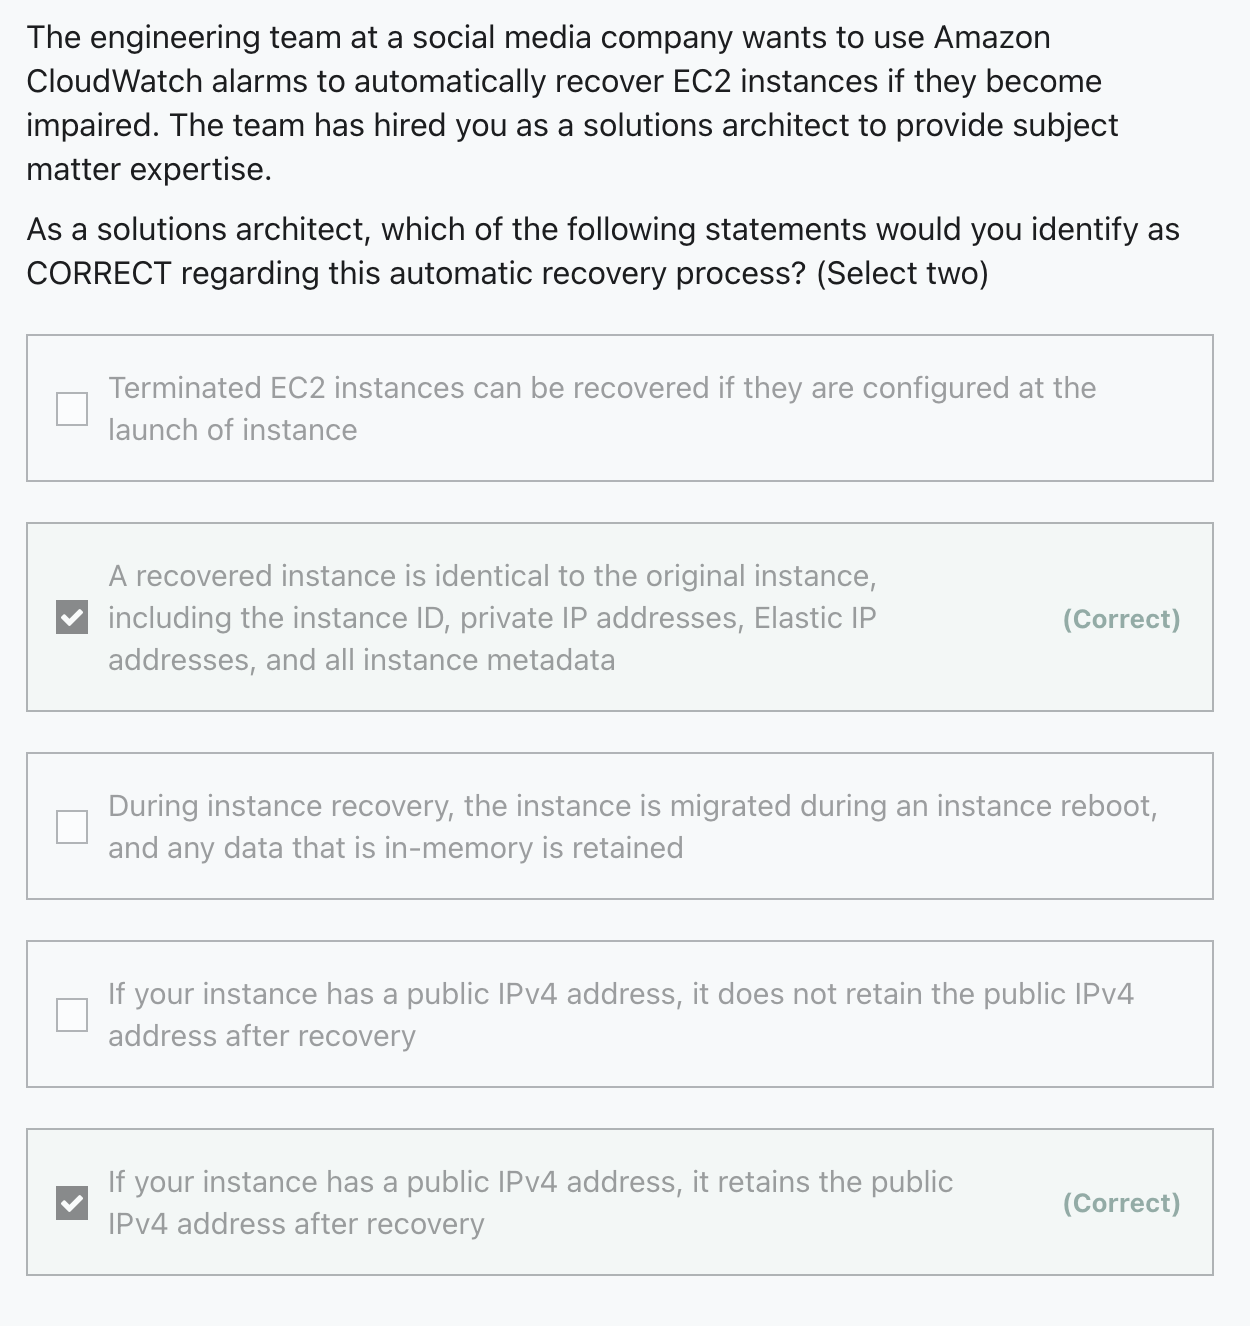 The engineering team at a social media company wants to use Amazon
CloudWatch alarms to automatically recover EC2 instances if they become
impaired. The team has hired you as a solutions architect to provide subject
matter expertise.
As a solutions architect, which of the following statements would you identify as
CORRECT regarding this automatic recovery process? (Select two)
Terminated EC2 instances can be recovered if they are configured at the
launch of instance
A recovered instance is identical to the original instance,
including the instance ID, private IP addresses, Elastic IP
addresses, and all instance metadata
(Correct)
During instance recovery, the instance is migrated during an instance reboot,
and any data that is in-memory is retained
If your instance has a public IPv4 address, it does not retain the public IPv4
address after recovery
If your instance has a public IPv4 address, it retains the public
IPv4 address after recovery
(Correct)